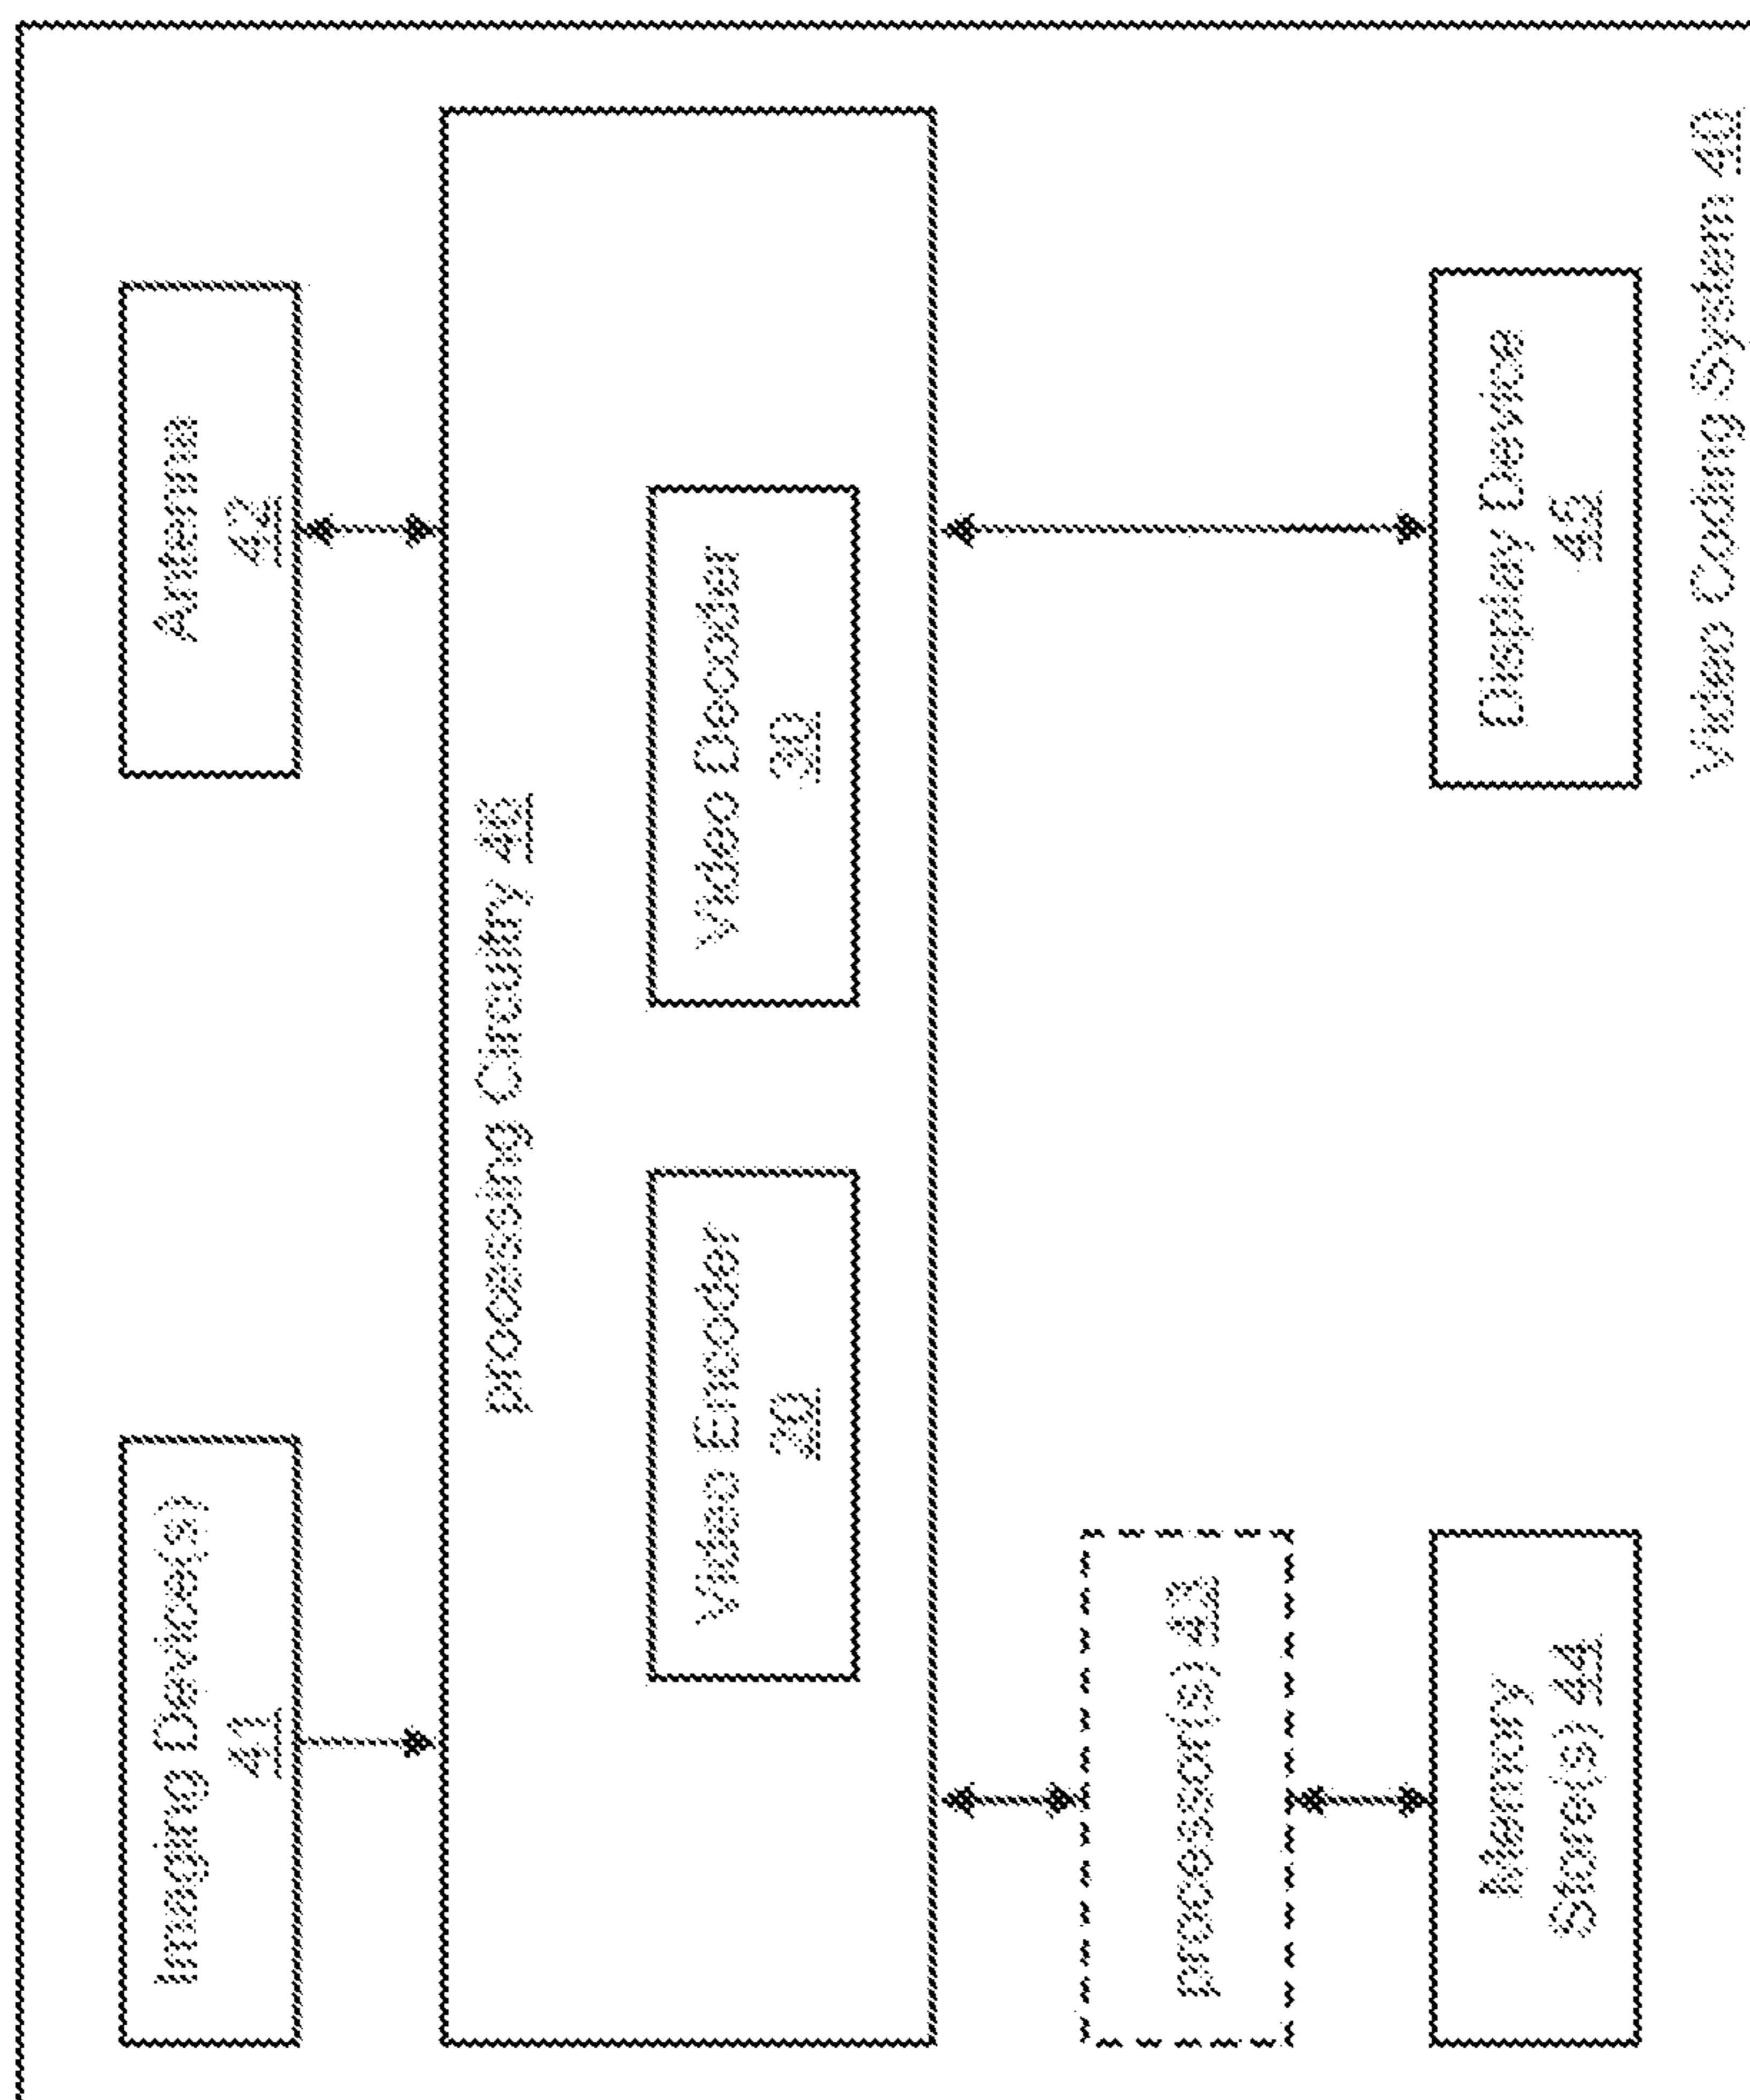 Imaging Device(s)
41
Antenna
42
processing Circuitry 46
Video Encoder
20
Video Decoder
30
processor(s) 43
Memory
Store(s) 44
Display Device
45
Video Coding System 40